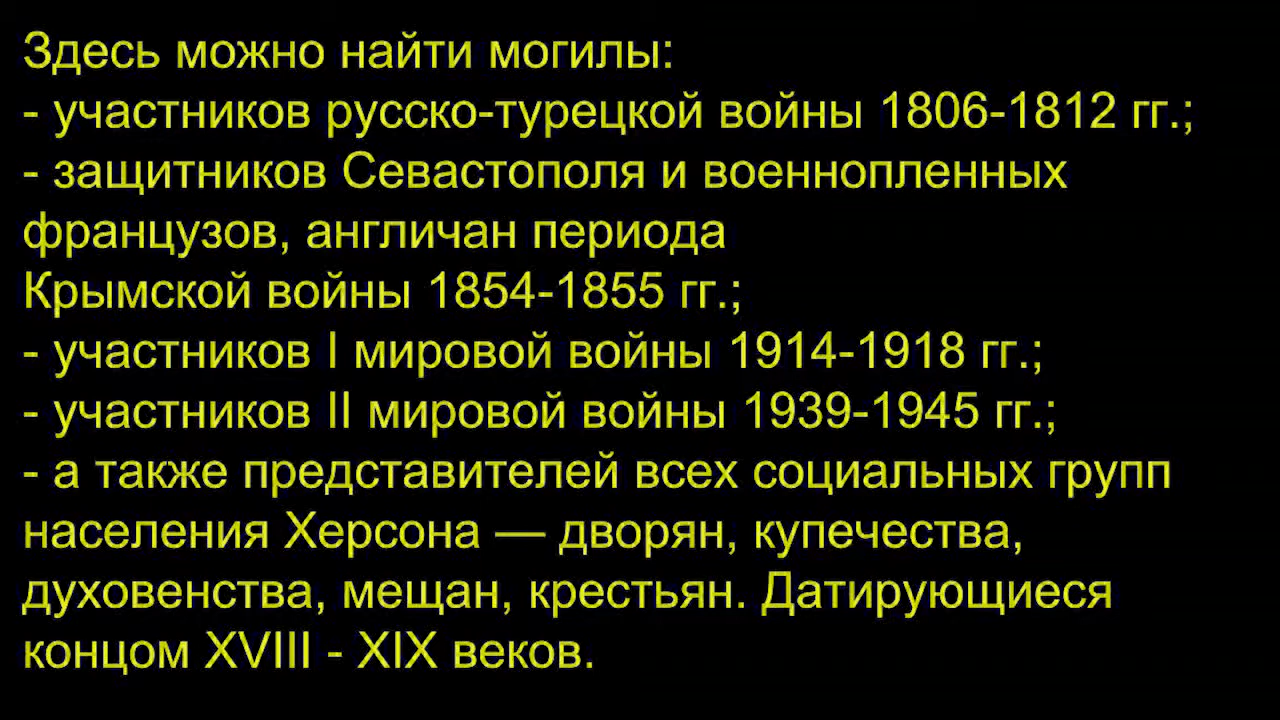 Здесь можно найти могилы:
- участников русско-турецкой войны 1806-1812 гг.;
- защитников Севастополя и военнопленных
французов, англичан периода
Крымской войны 1854-1855 гг.;
- участников I мировой войны 1914-1918 гг.;
- участников II мировой войны 1939-1945 гг.;
- а также представителей всех социальных групп
населения Херсона — дворян, купечества,
духовенства, мещан, крестьян. Датирующиеся
концом XVIII - XIX веков.